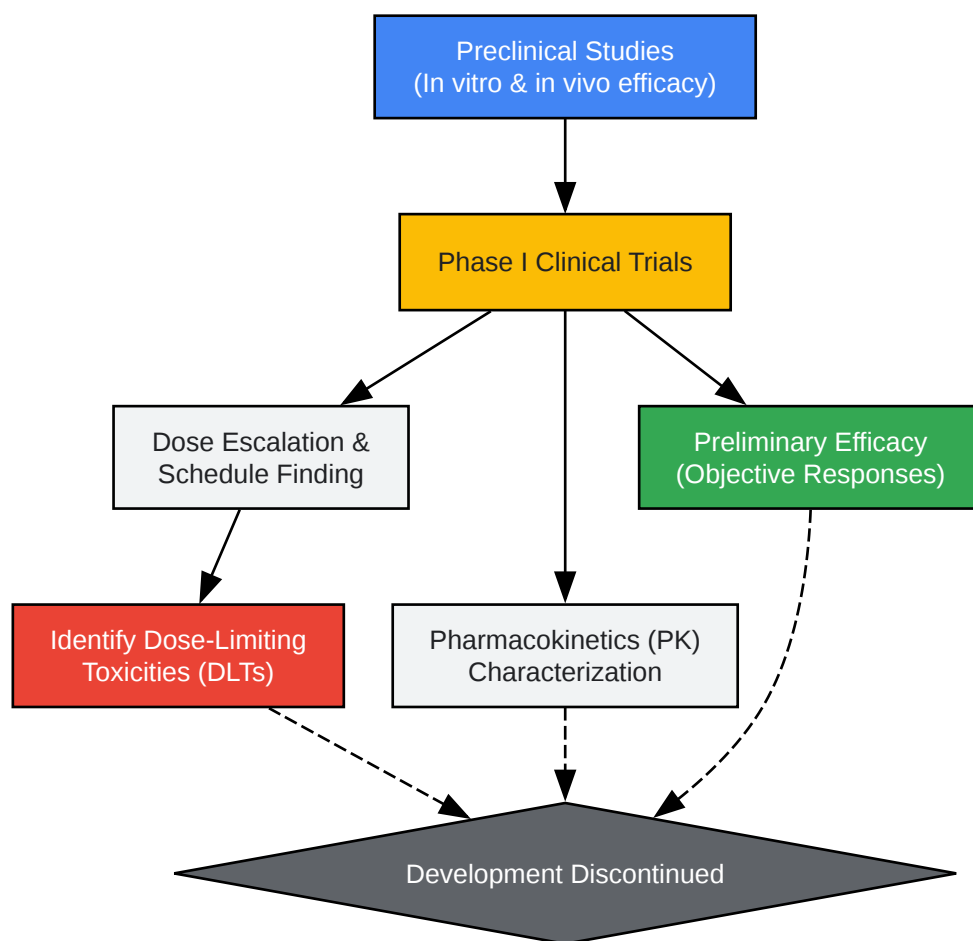 Preclinical Studies
(In vitro & in vivo efficacy)
Phase I Clinical Trials
Dose Escalation &
Schedule Finding
Preliminary Efficacy
(Objective Responses)
Identify Dose-Limiting
Toxicities (DLTs)
Pharmacokinetics (PK)
Characterization
Development Discontinued